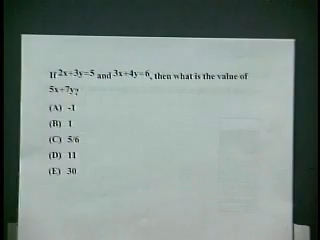 If 2x+3y=5 and 3x+4y=6, then what is the value of
5x+7y?
(A) -1
(B) 1
(C) 5/6
(D) 11
(E) 30